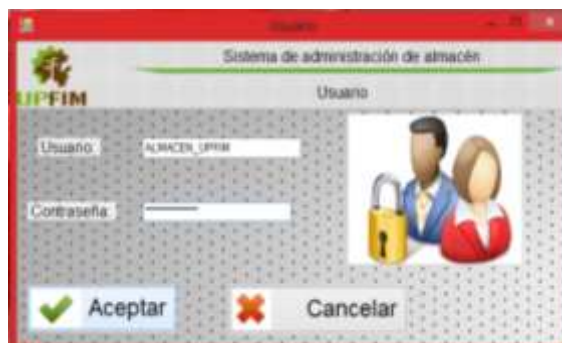 Usuario
Sistema de administración de almacén
UPFIM
Usuario
Usuario:
ALMACEN_UPFIM
Contraseña:
Aceptar
Cancelar